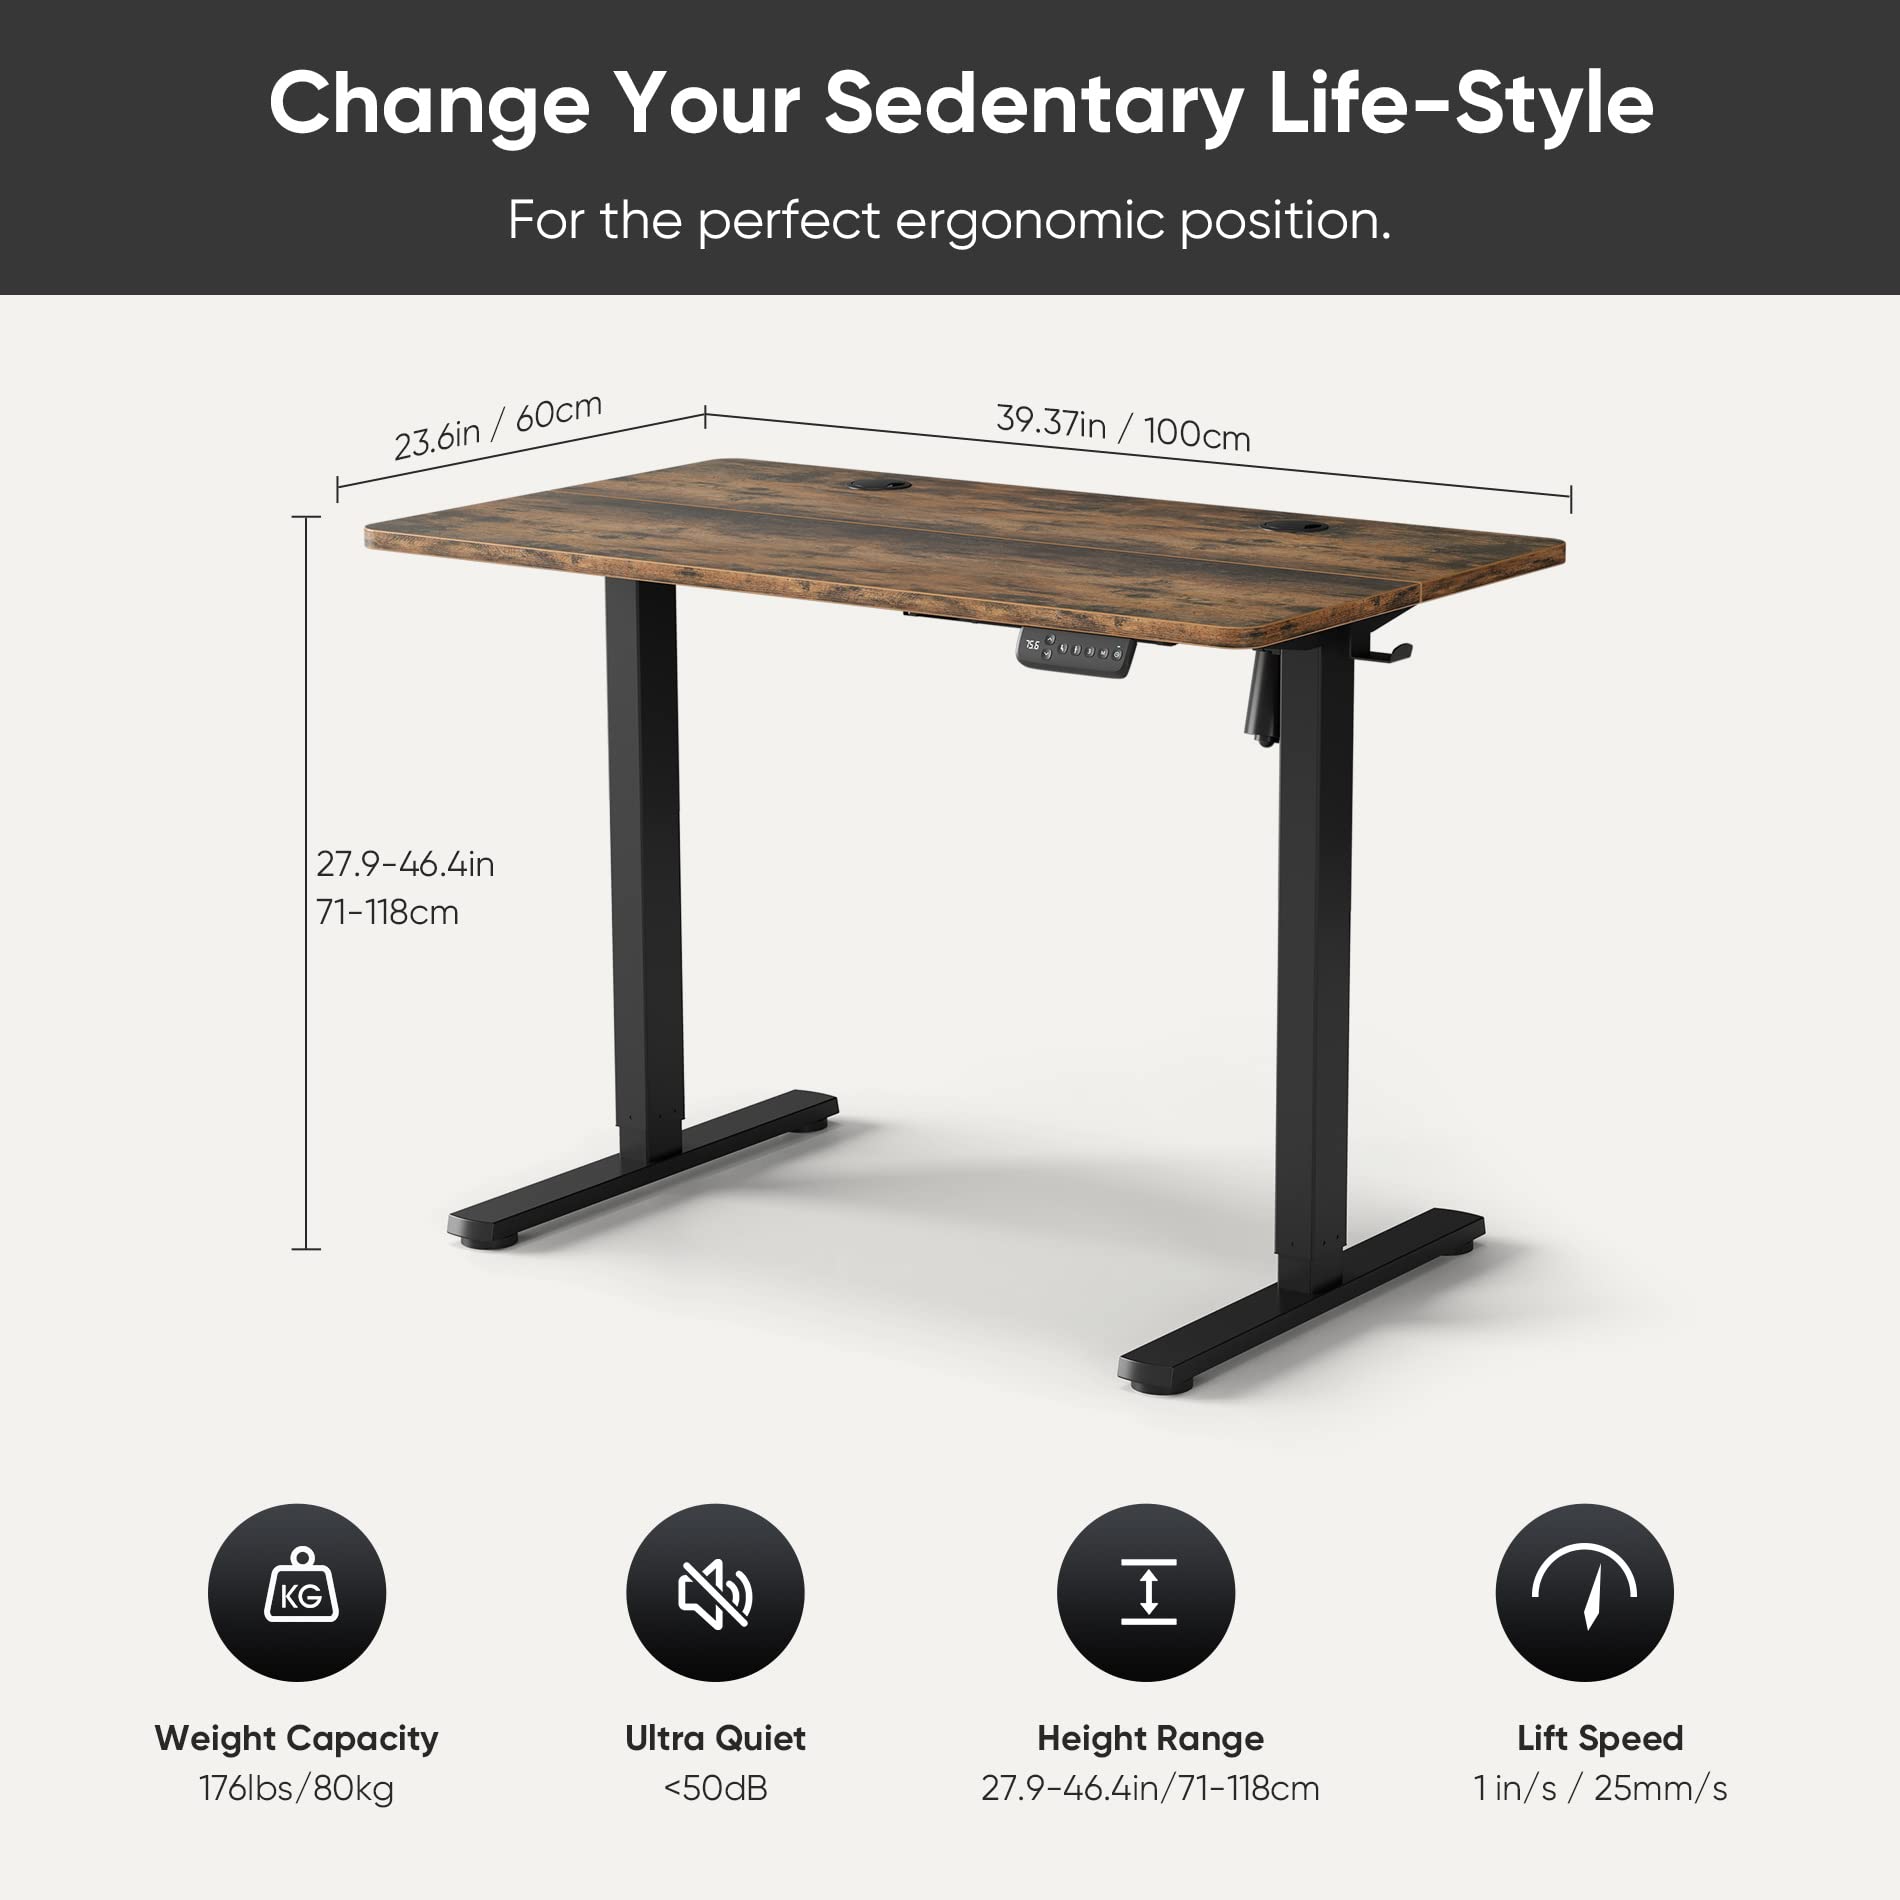 Change Your Sedentary Life-Style
For the perfect ergonomic position.
23.6in / 60cm
39.37in / 100cm
75.6
27.9-46.4in
71-118cm
KG
Weight Capacity
176lbs/80kg
Ultra Quiet
<50dB
Height Range
27.9-46.4in/71-118cm
Lift Speed
1 in/s / 25mm/s